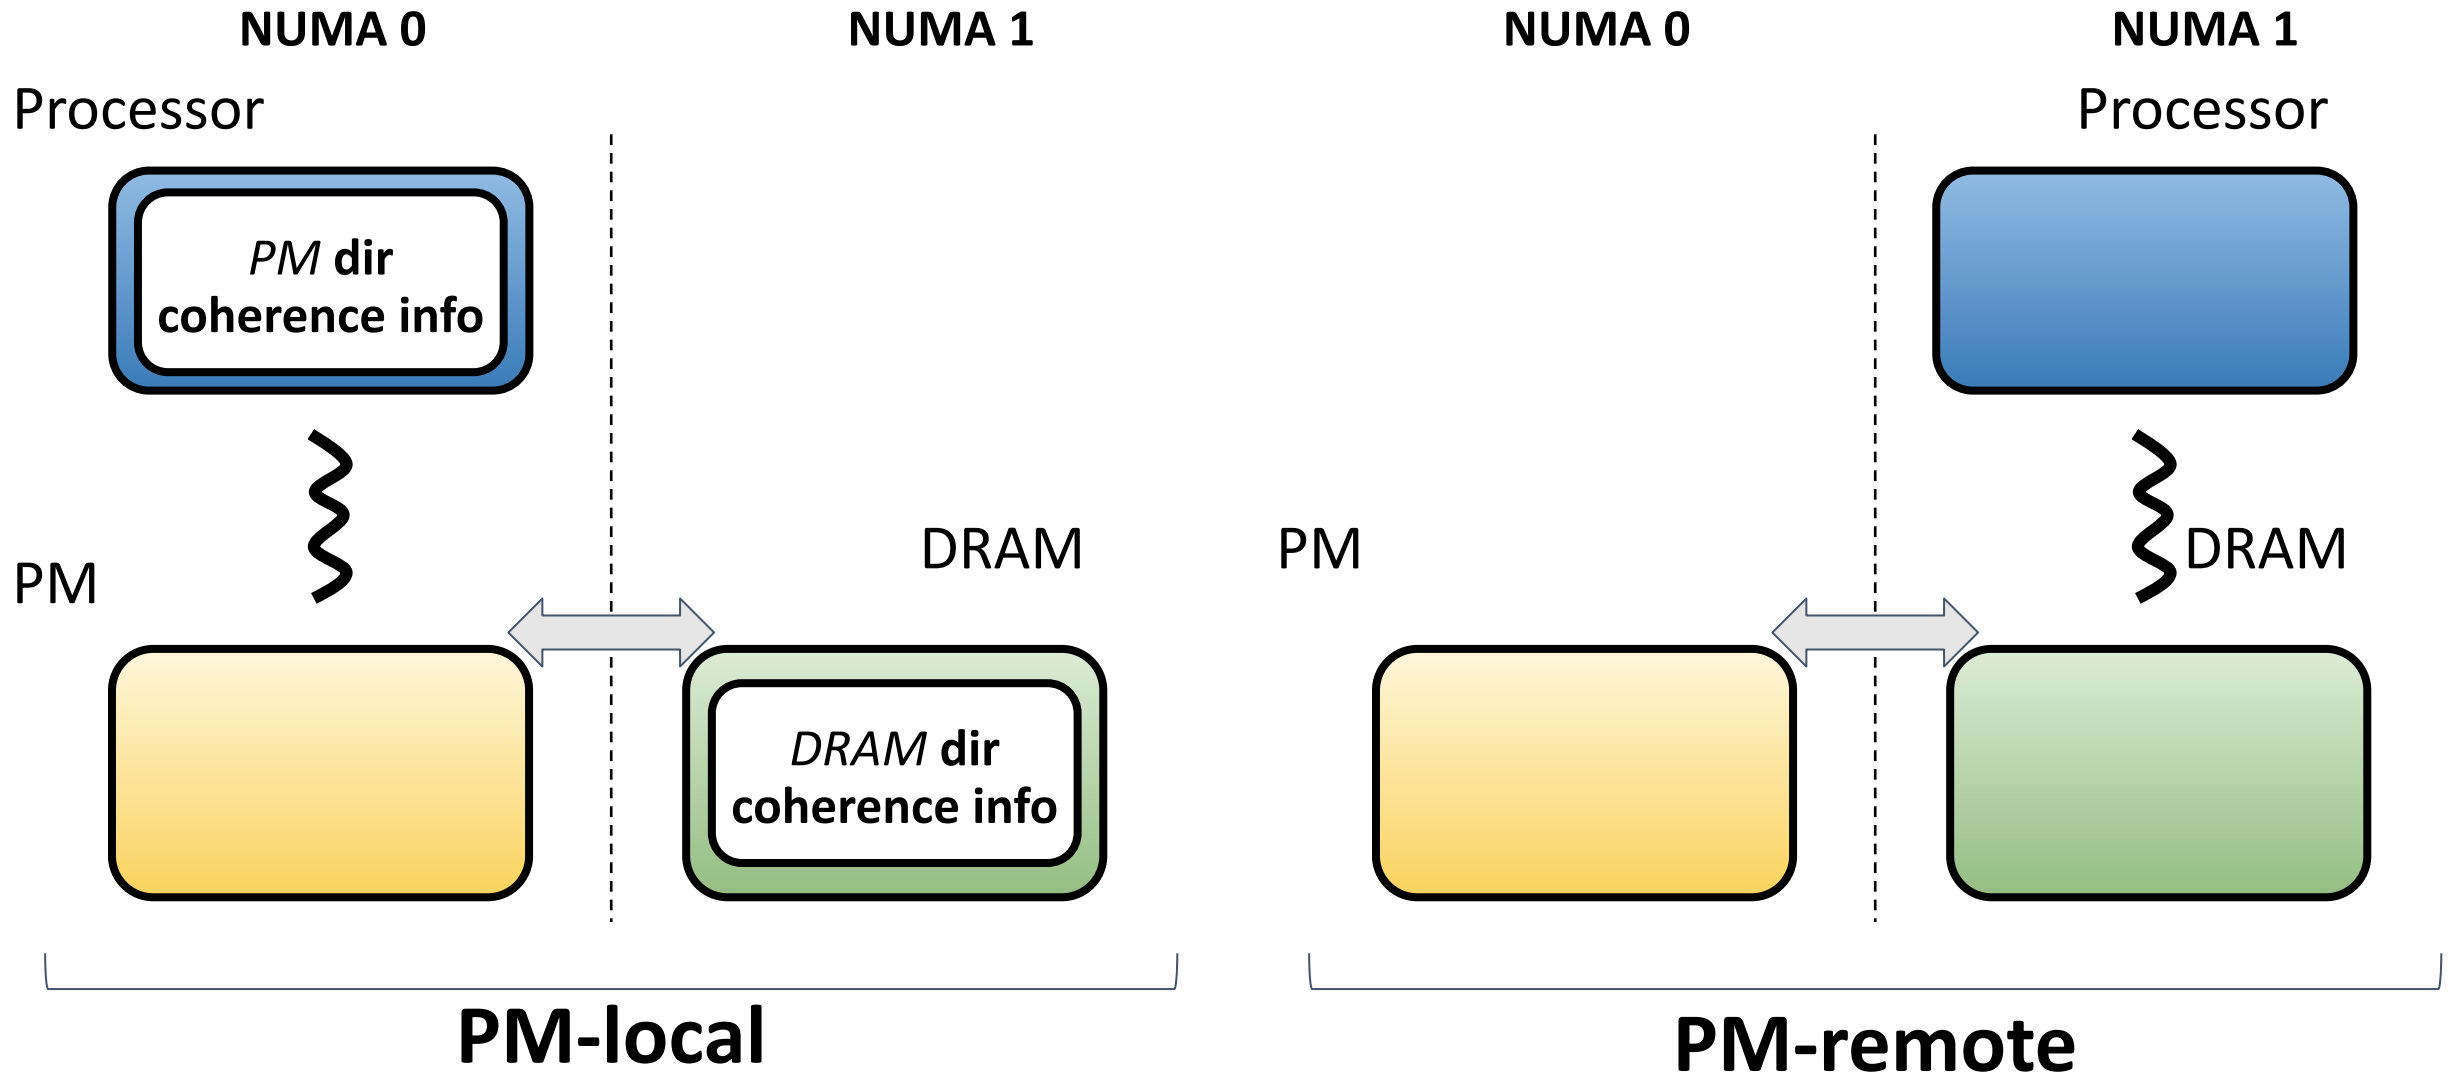 NUMA 0
NUMA 1
Processor
PM dir
coherence info
PM
DRAM
DRAM dir
coherence info
PM-local
NUMA 0
NUMA 1
Processor
PM
DRAM
PM-remote